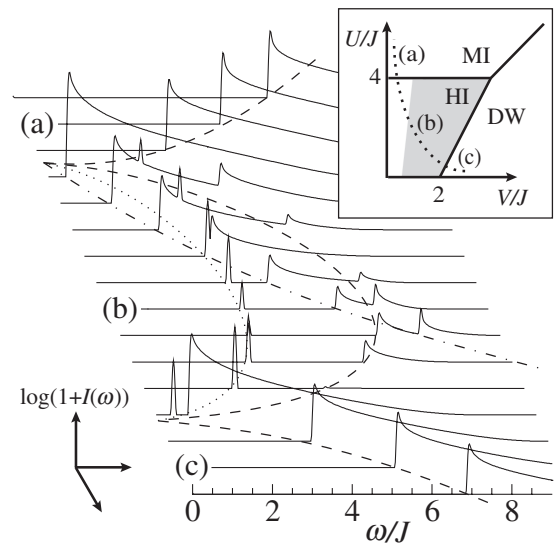 U/J
(a)
MI
4
HI
DW
(b)
(c)
2
V/J
(a)
(b)
log(1+I(ω))
(c)
0 2 4 6 8
ω/J